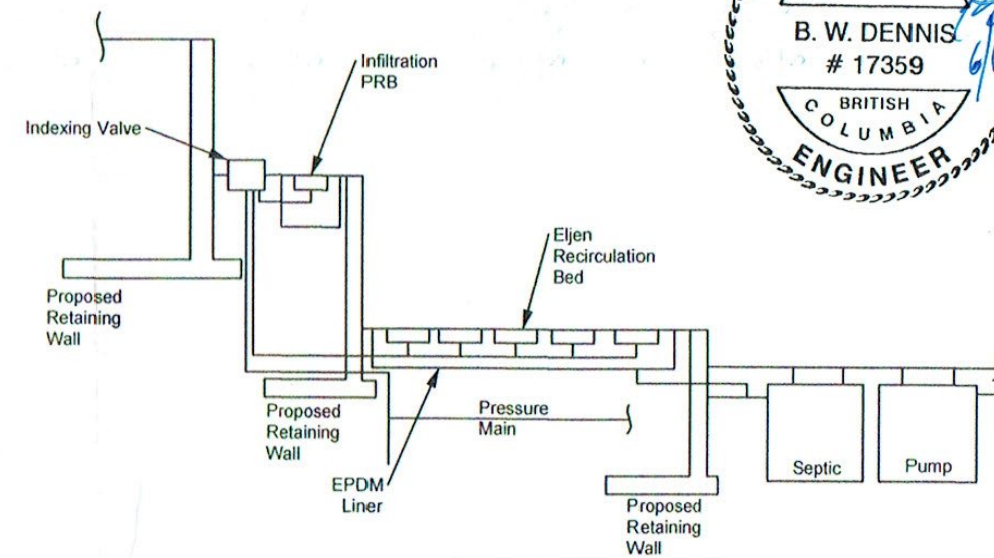 B. W. DENNIS
# 17359
BRITISH
COLUMBIA
ENGINEER
Infiltration
PRB
Indexing Valve
Eljen
Recirculation
Bed
Proposed
Retaining
Wall
Proposed
Retaining
Wall
Pressure
Main
EPDM
Liner
Septic
Pump
Proposed
Retaining
Wall